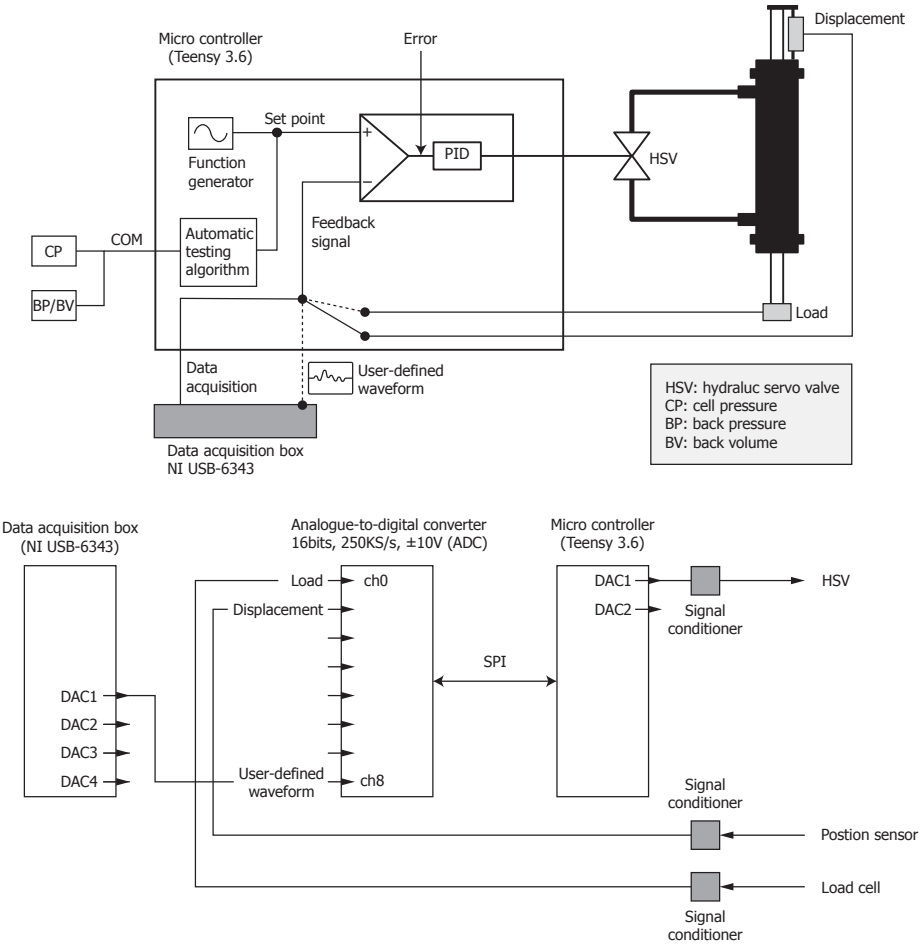 Displacement
Micro controller
(Teensy 3.6)
Error
Set point
+
PID
HSV
Function
generator
−
Feedback
signal
COM
Automatic
testing
algorithm
CP
BP/BV
Load
Data
acquisition
User-defined
waveform
HSV: hydraluc servo valve
CP: cell pressure
BP: back pressure
BV: back volume
Data acquisition box
NI USB-6343
Data acquisition box
(NI USB-6343)
Analogue-to-digital converter
16bits, 250KS/s, ±10V (ADC)
Micro controller
(Teensy 3.6)
Load
ch0
DAC1
HSV
Displacement
DAC2
Signal
conditioner
SPI
DAC1
DAC2
DAC3
DAC4
User-defined
waveform
ch8
Signal
conditioner
Postion sensor
Load cell
Signal
conditioner